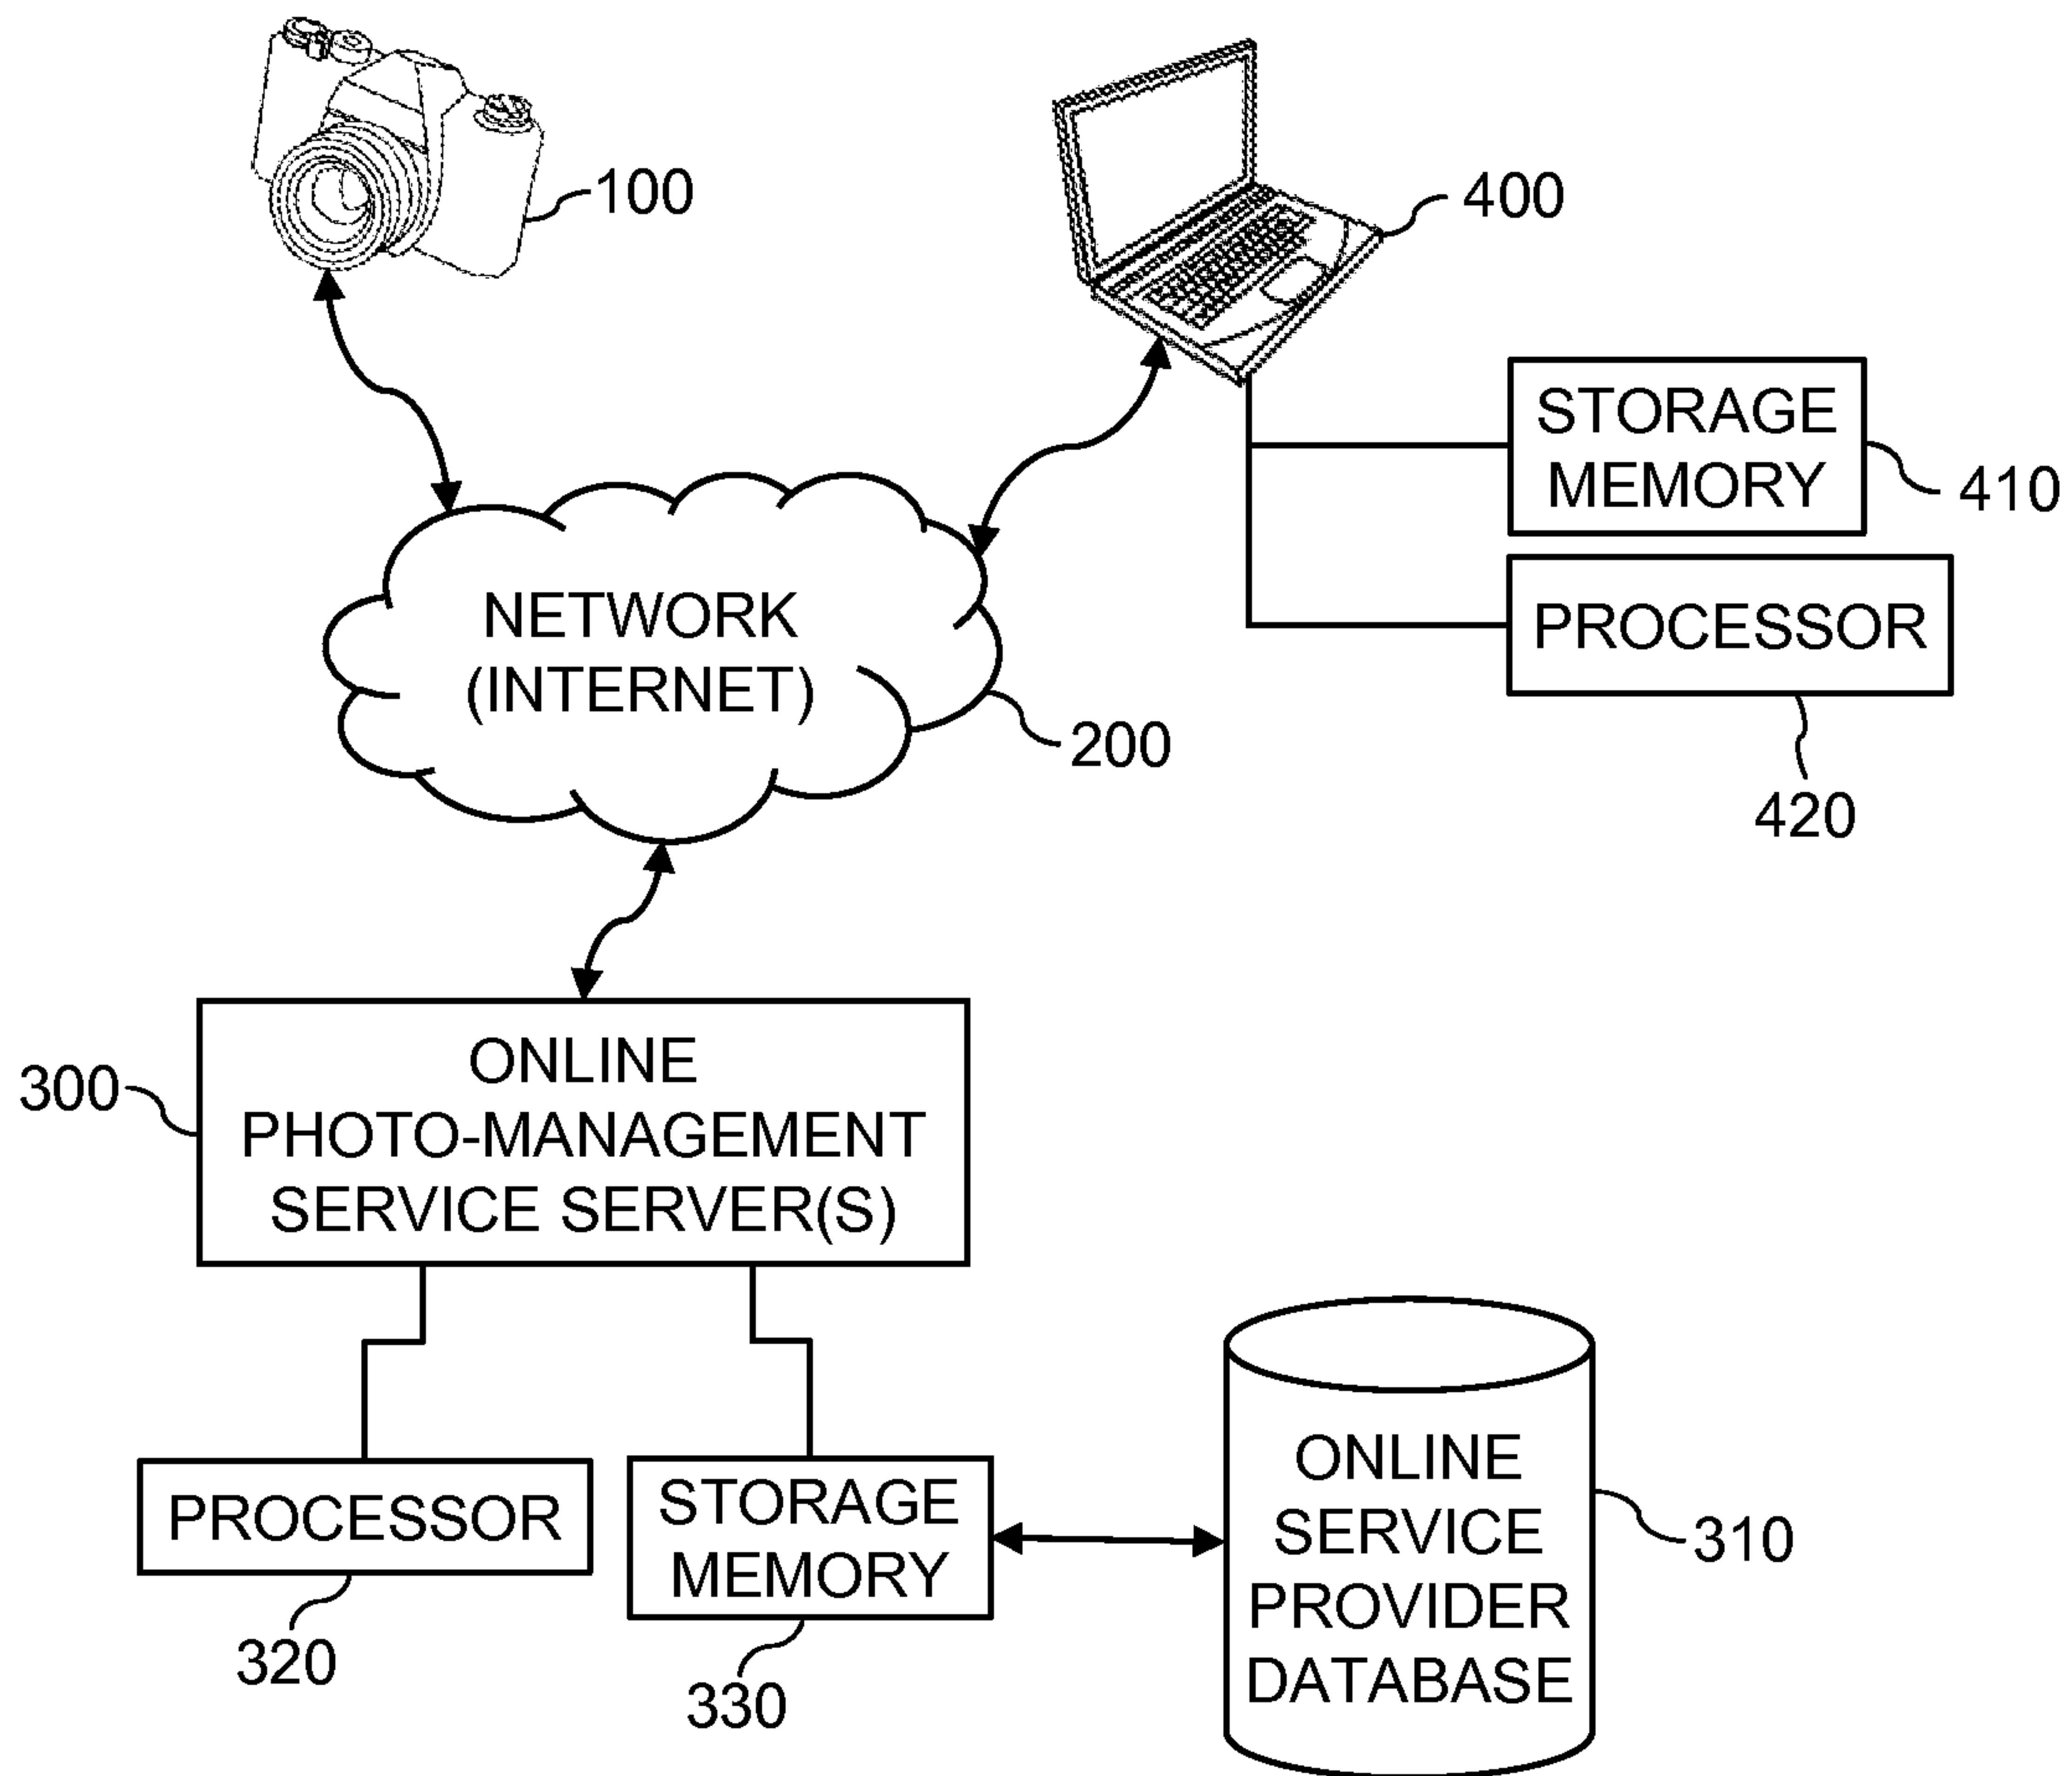 100
400
STORAGE
MEMORY
410
PROCESSOR
420
NETWORK
(INTERNET)
200
300
ONLINE
PHOTO-MANAGEMENT
SERVICE SERVER(S)
PROCESSOR
320
STORAGE
MEMORY
330
ONLINE
SERVICE
PROVIDER
DATABASE
310